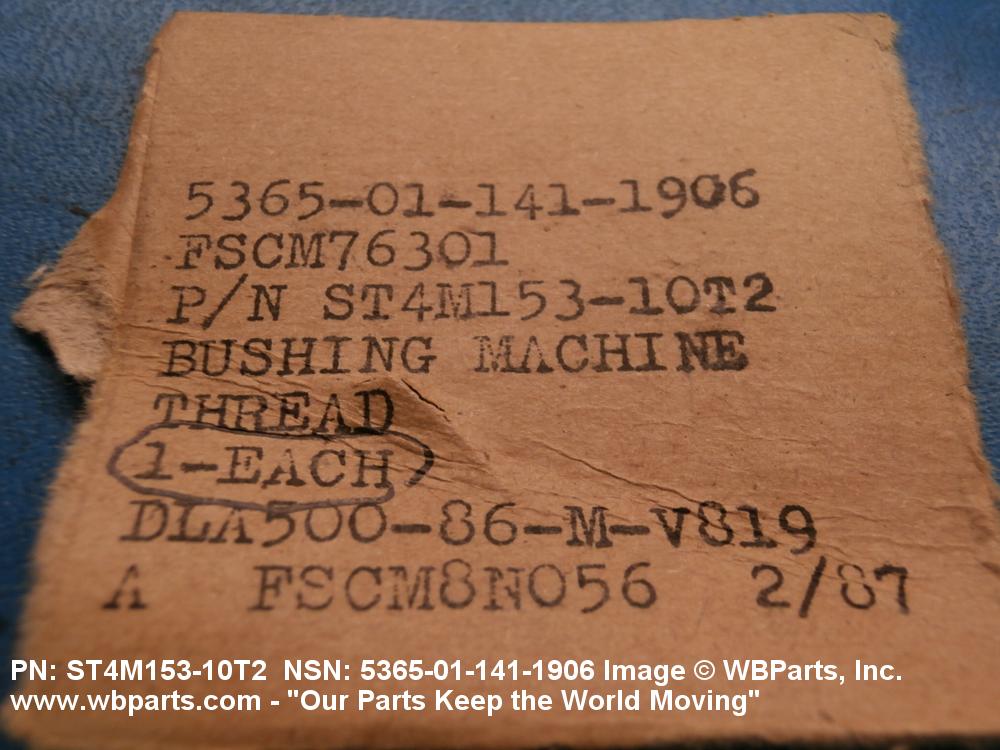 5365-01-141-1906
FSCM76301
P/N ST4M153-10T2
BUSHING MACHINE
THREAD
1-EACH
DLA500-86-M-V819
A FSCM8N056 2/87
PN: ST4M153-10T2 NSN: 5365-01-141-1906 Image © WBParts, Inc.
www.wbparts.com - "Our Parts Keep the World Moving"